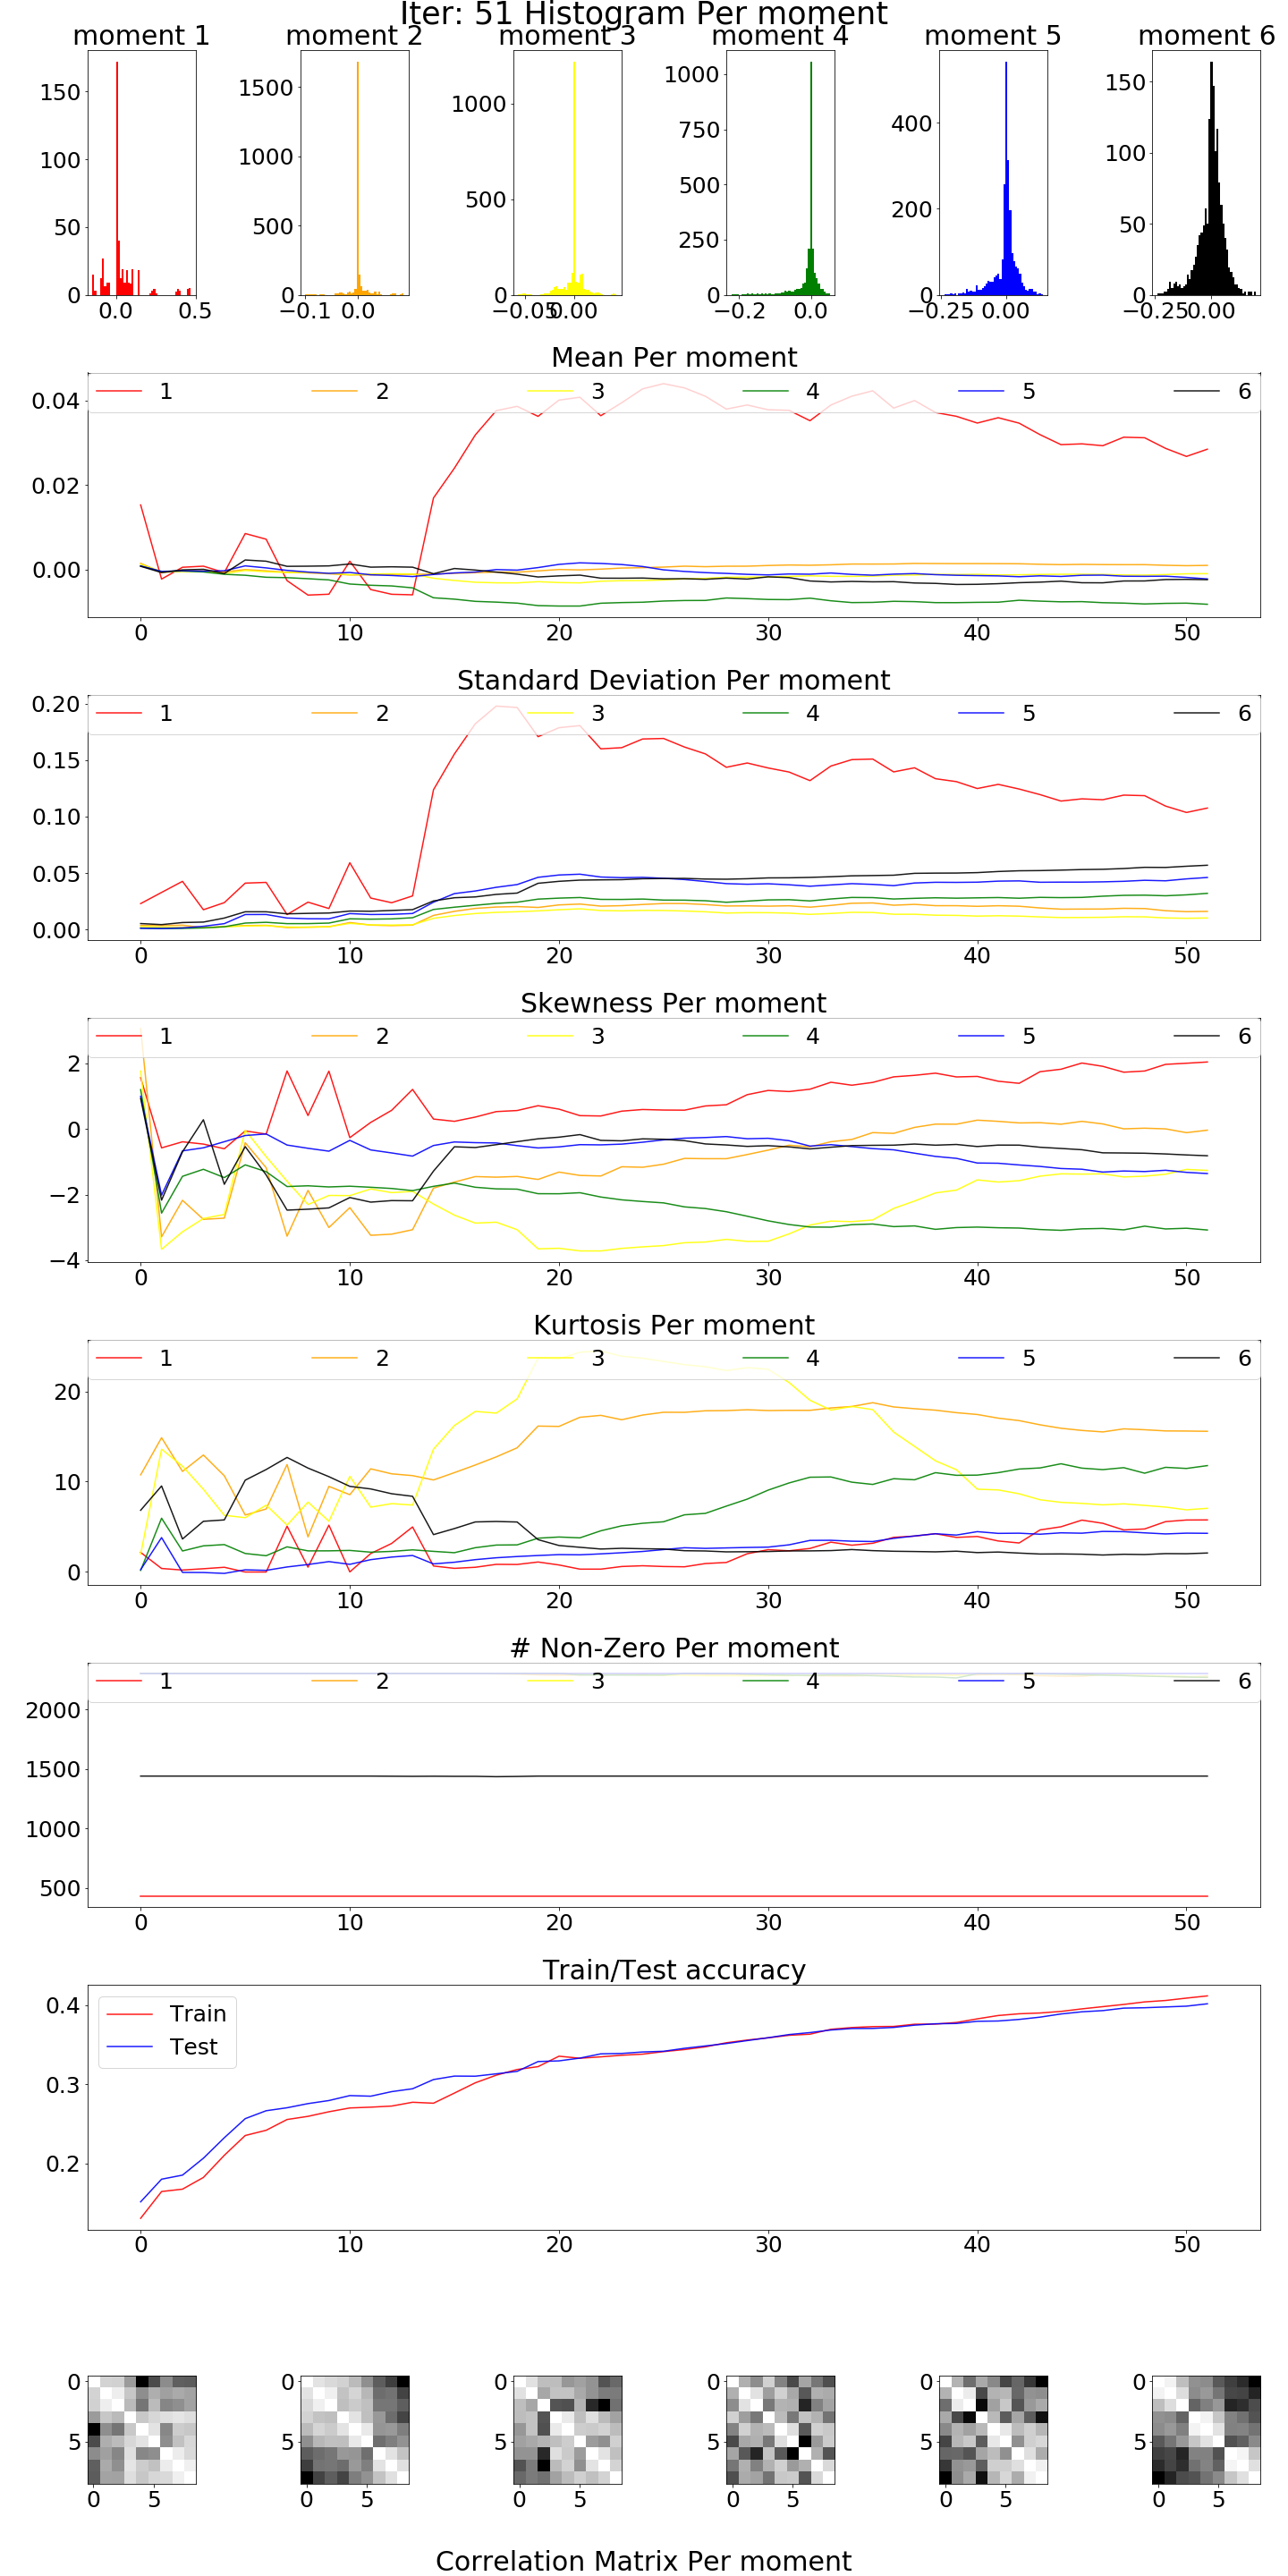 Iter: 51 Histogram Per moment
moment 1 moment 2 moment 3 moment 4 moment 5 moment 6
150
100
50
0
0.0 0.5
1500
1000
500
0
−0.1 0.0
1000
500
0
−0.05 0.00
1000
750
500
250
0
−0.2 0.0
400
200
0
−0.25 0.00
150
100
50
0
−0.25 0.00
Mean Per moment
1 2 3 4 5 6
0.04
0.02
0.00
0 10 20 30 40 50
Standard Deviation Per moment
1 2 3 4 5 6
0.20
0.15
0.10
0.05
0.00
0 10 20 30 40 50
Skewness Per moment
1 2 3 4 5 6
2
0
−2
−4
0 10 20 30 40 50
Kurtosis Per moment
1 2 3 4 5 6
20
10
0
0 10 20 30 40 50
# Non-Zero Per moment
1 2 3 4 5 6
2000
1500
1000
500
0 10 20 30 40 50
Train/Test accuracy
Train
Test
0.4
0.3
0.2
0 10 20 30 40 50
0 0 0 0 0 0
5 5 5 5 5 5
0 5 0 5 0 5 0 5 0 5 0 5
Correlation Matrix Per moment